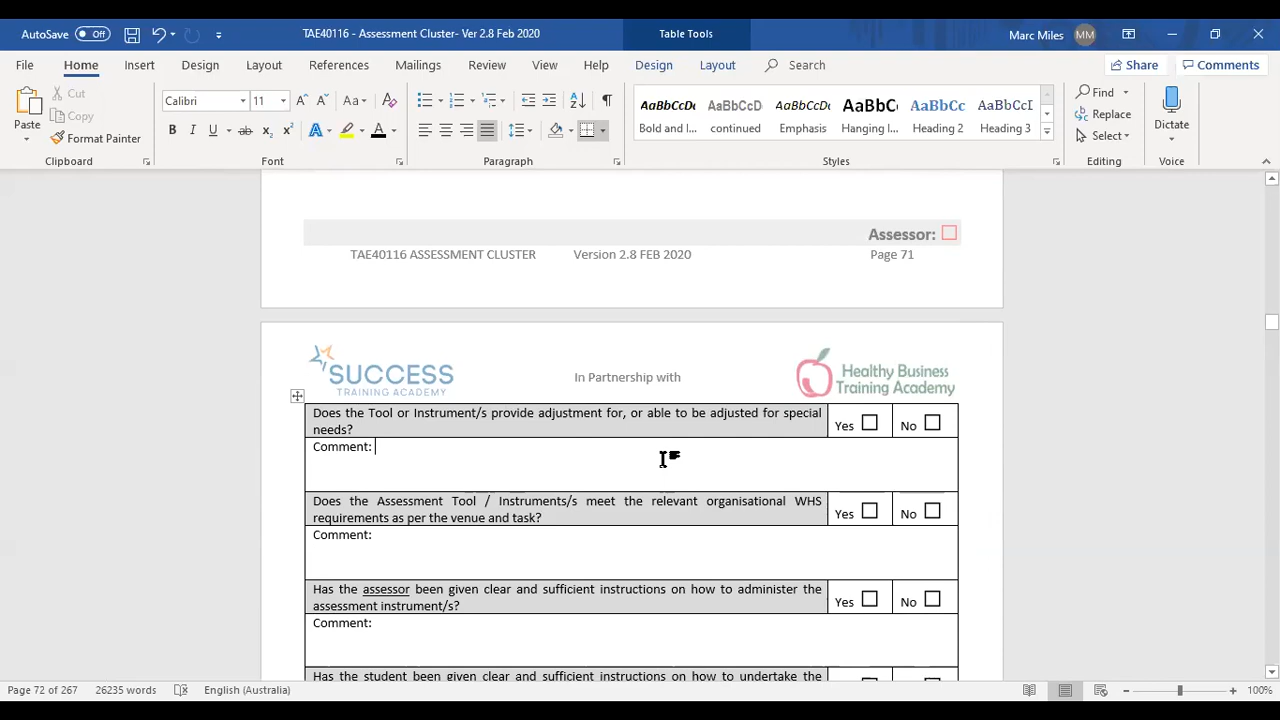 AutoSave Off TAE40116 - Assessment Cluster- Ver 2.8 Feb 2020 Table Tools Marc Miles MM
File Home Insert Design Layout References Mailings Review View Help Design Layout Search Share Comments
Paste Cut Copy Format Painter
Calibri 11
AaBbCcDc AaBbCcDc AaBbCcDc AaBbCc AaBbCc AaBbCcI
Bold and I... continued Emphasis Hanging I... Heading 2 Heading 3
Find Replace Select
Dictate
Clipboard Font Paragraph Styles Editing Voice
Assessor:
TAE40116 ASSESSMENT CLUSTER Version 2.8 FEB 2020 Page 71
SUCCESS
TRAINING ACADEMY
In Partnership with
Healthy Business
Training Academy
Does the Tool or Instrument/s provide adjustment for, or able to be adjusted for special
needs?
Yes No
Comment:
Does the Assessment Tool / Instruments/s meet the relevant organisational WHS
requirements as per the venue and task?
Yes No
Comment:
Has the assessor been given clear and sufficient instructions on how to administer the
assessment instrument/s?
Yes No
Comment:
Has the student been given clear and sufficient instructions on how to undertake the
Page 72 of 267 26235 words English (Australia) 100%